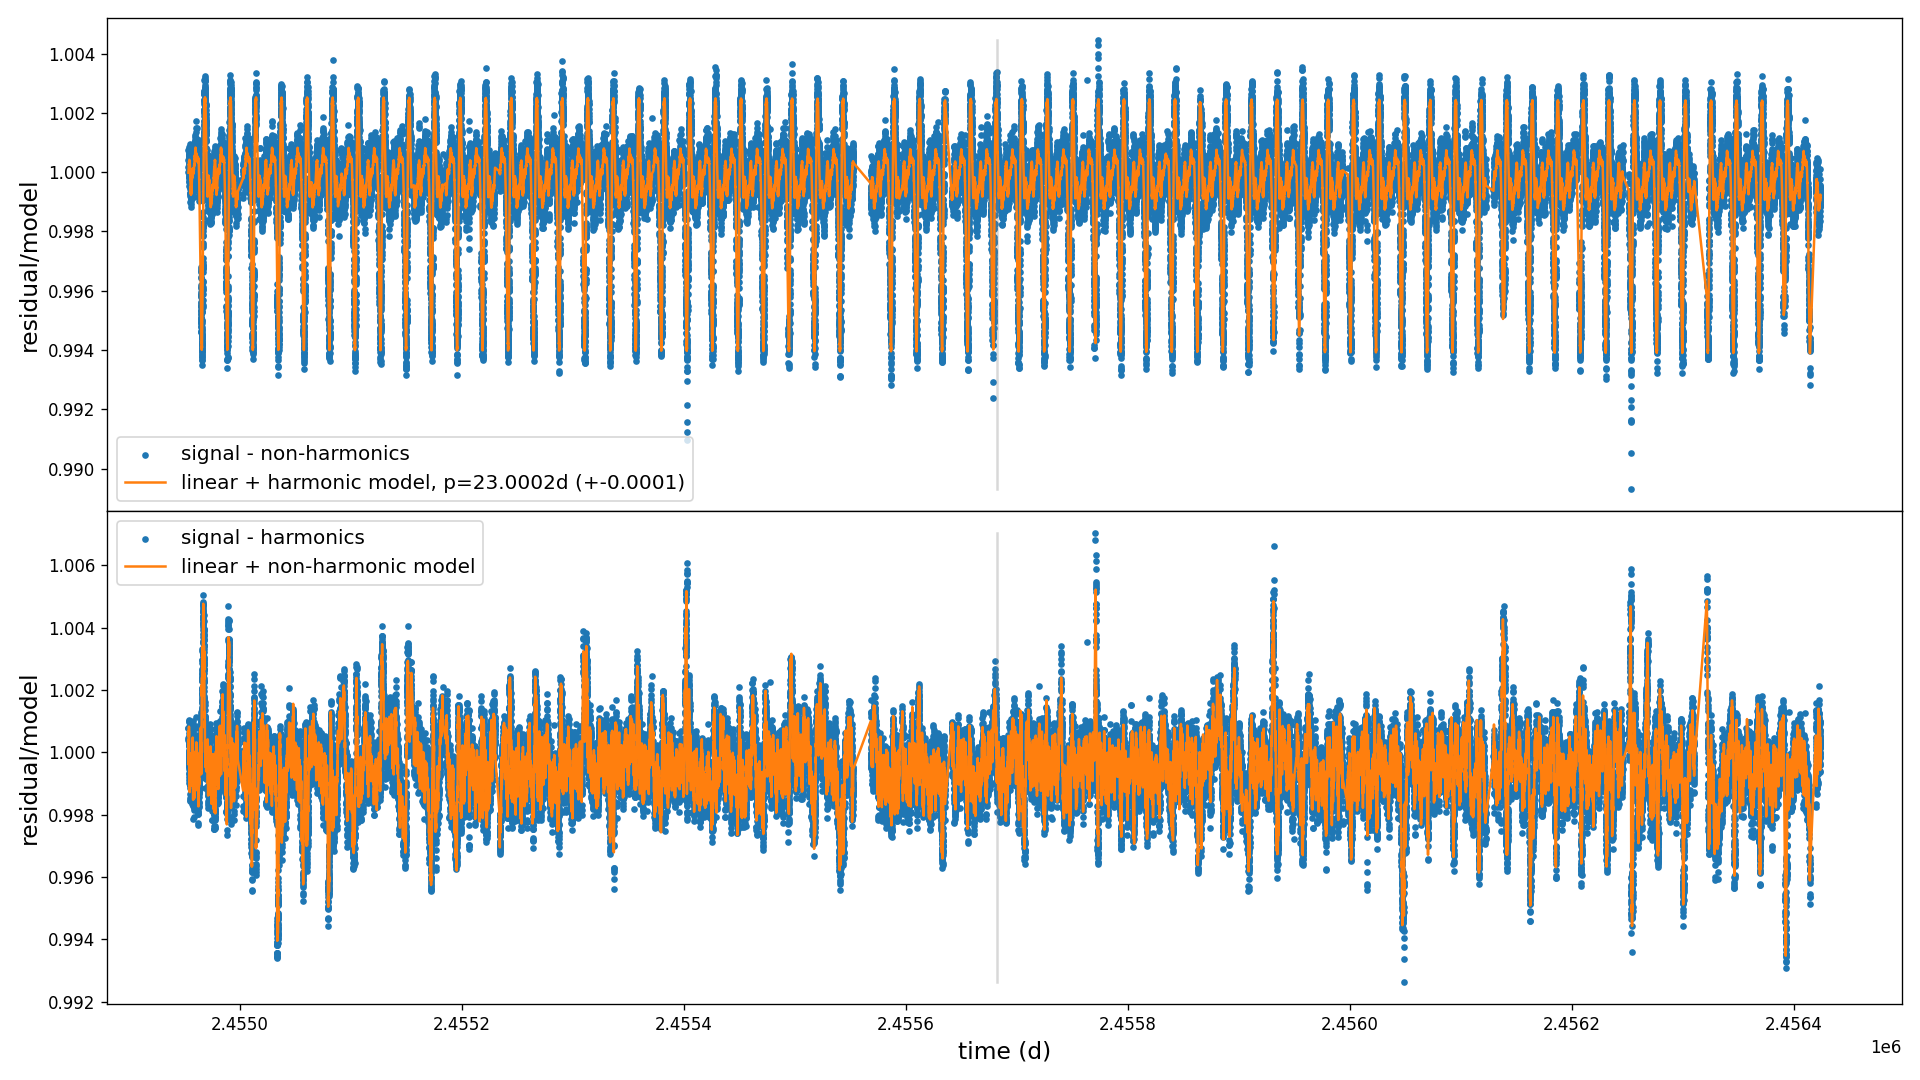 1.004
1.002
1.000
0.998
0.996
0.994
0.992
0.990
residual/model
signal - non-harmonics
linear + harmonic model, p=23.0002d (+-0.0001)
signal - harmonics
linear + non-harmonic model
1.006
1.004
1.002
1.000
0.998
0.996
0.994
0.992
residual/model
2.4550 2.4552 2.4554 2.4556 2.4558 2.4560 2.4562 2.4564
time (d)
1e6